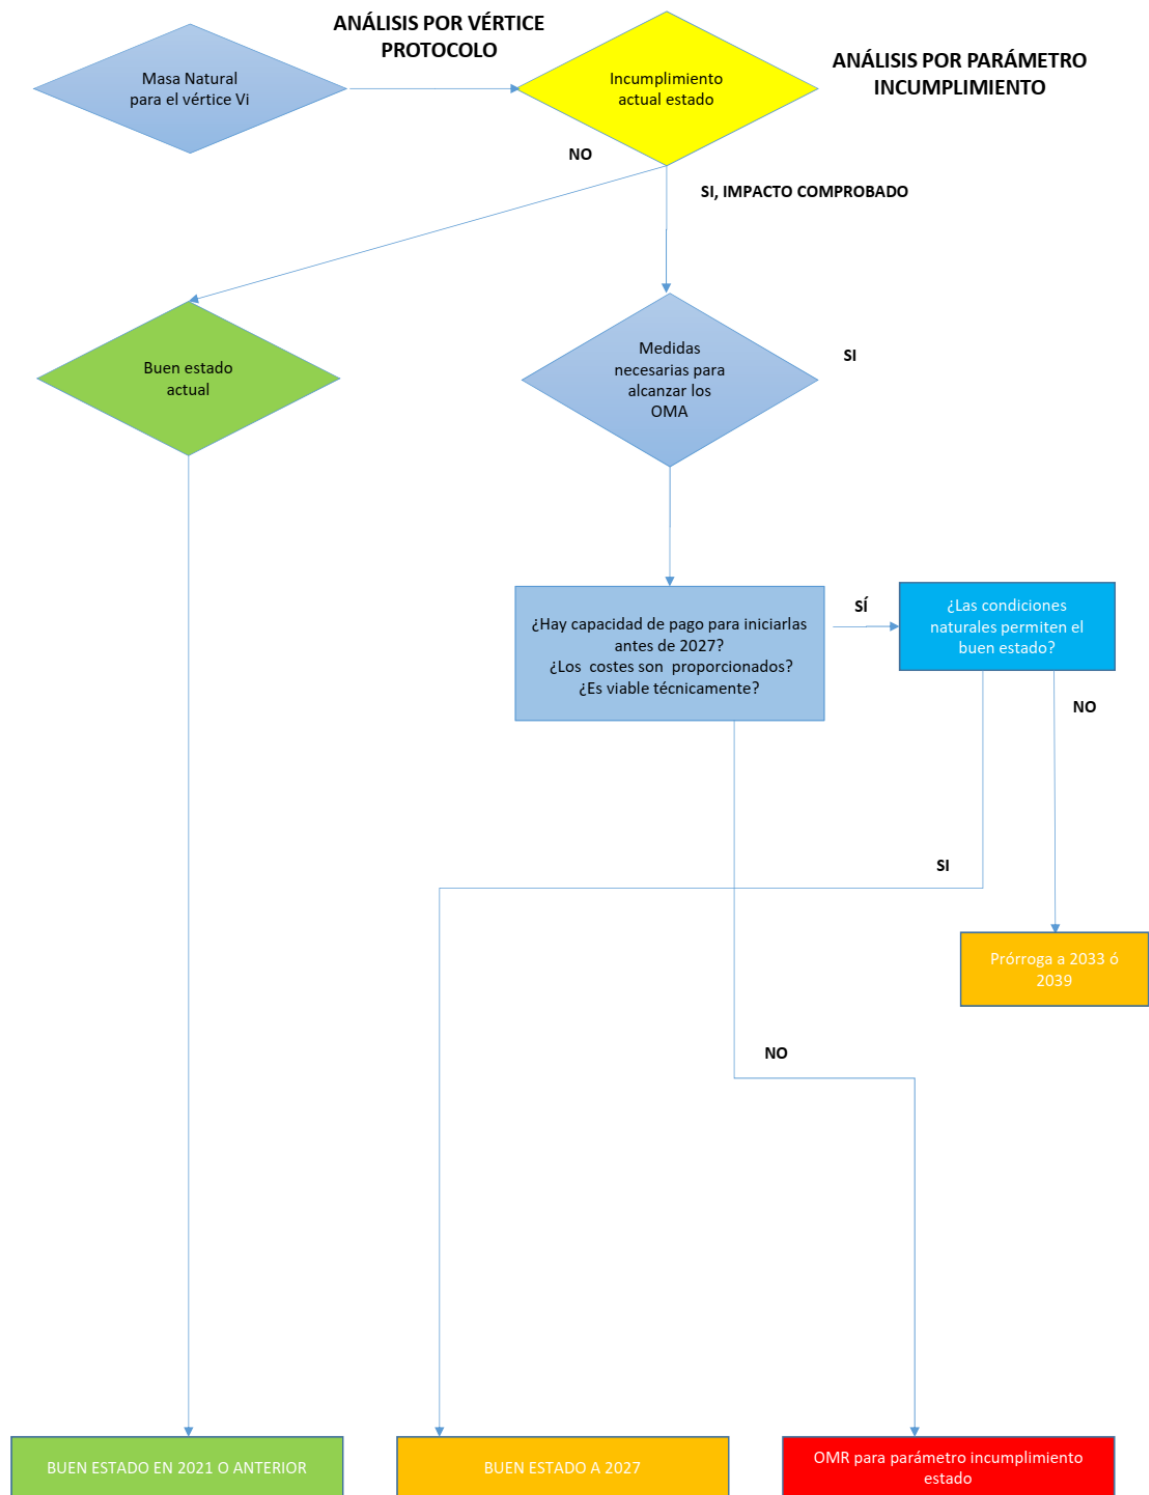 ANÁLISIS POR VÉRTICE
PROTOCOLO
ANÁLISIS POR PARÁMETRO
INCUMPLIMIENTO
Masa Natural
para el vértice Vi
Incumplimiento
actual estado
NO
SI, IMPACTO COMPROBADO
Buen estado
actual
Medidas
necesarias para
alcanzar los
OMA
SI
¿Hay capacidad de pago para iniciarlas
antes de 2027?
¿Los costes son proporcionados?
¿Es viable técnicamente?
SÍ
¿Las condiciones
naturales permiten el
buen estado?
NO
SI
Prórroga a 2033 ó
2039
NO
BUEN ESTADO EN 2021 O ANTERIOR
BUEN ESTADO A 2027
OMR para parámetro incumplimiento
estado